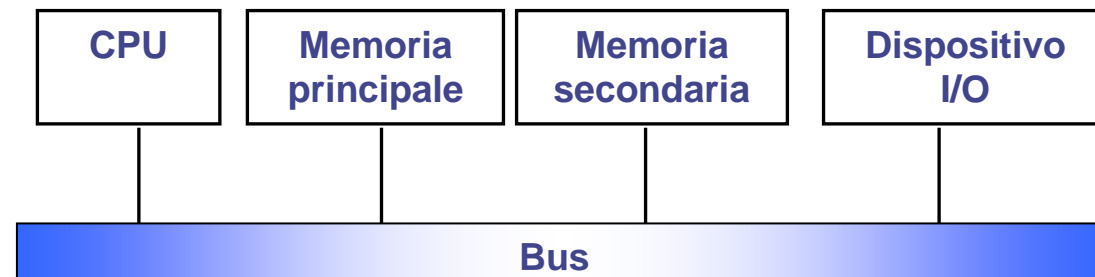 CPU
Memoria
principale
Memoria
secondaria
Dispositivo
I/O
Bus